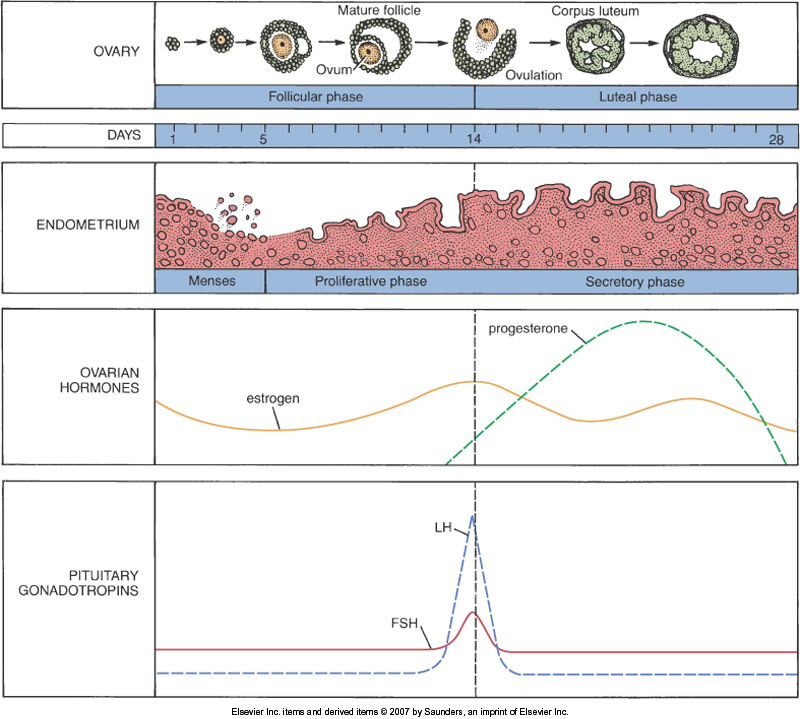 OVARY
Mature follicle
Corpus luteum
Ovum
Ovulation
Follicular phase
Luteal phase
DAYS
1 5 14 28
ENDOMETRIUM
Menses
Proliferative phase
Secretory phase
OVARIAN
HORMONES
estrogen
progesterone
PITUITARY
GONADOTROPINS
LH
FSH
Elsevier Inc. items and derived items © 2007 by Saunders, an imprint of Elsevier Inc.